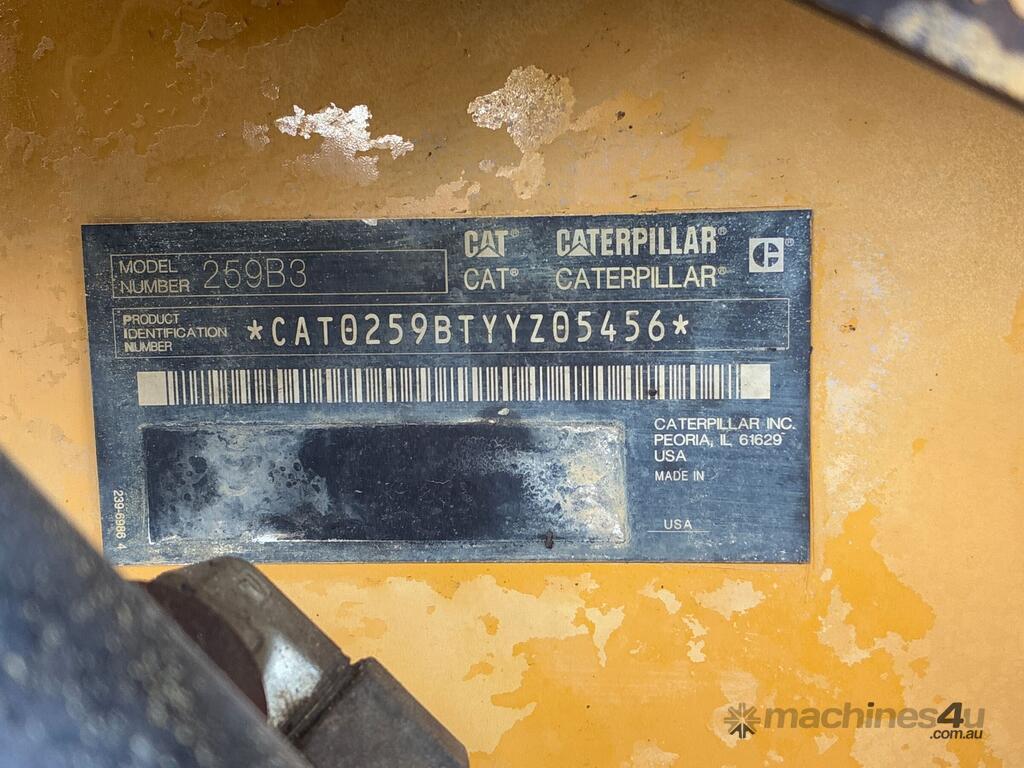 MODEL
NUMBER 259B3
CAT® CATERPILLAR®
CAT® CATERPILLAR®
PRODUCT
IDENTIFICATION
NUMBER
*CAT0259BTYYZ05456*
CATERPILLAR INC.
PEORIA, IL 61629
USA
MADE IN
USA
239-6986 4
machines4u
.com.au